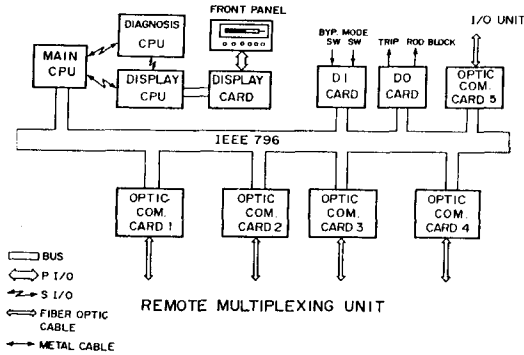 FRONT PANEL
I/O UNIT
DIAGNOSIS
CPU
BYP. MODE
SW SW
TRIP ROD BLOCK
MAIN
CPU
DISPLAY
CPU
DISPLAY
CARD
DI
CARD
DO
CARD
OPTIC
COM.
CARD 5
IEEE 796
OPTIC
COM.
CARD 1
OPTIC
COM.
CARD 2
OPTIC
COM.
CARD 3
OPTIC
COM.
CARD 4
BUS
P I/O
S I/O
FIBER OPTIC
CABLE
METAL CABLE
REMOTE MULTIPLEXING UNIT